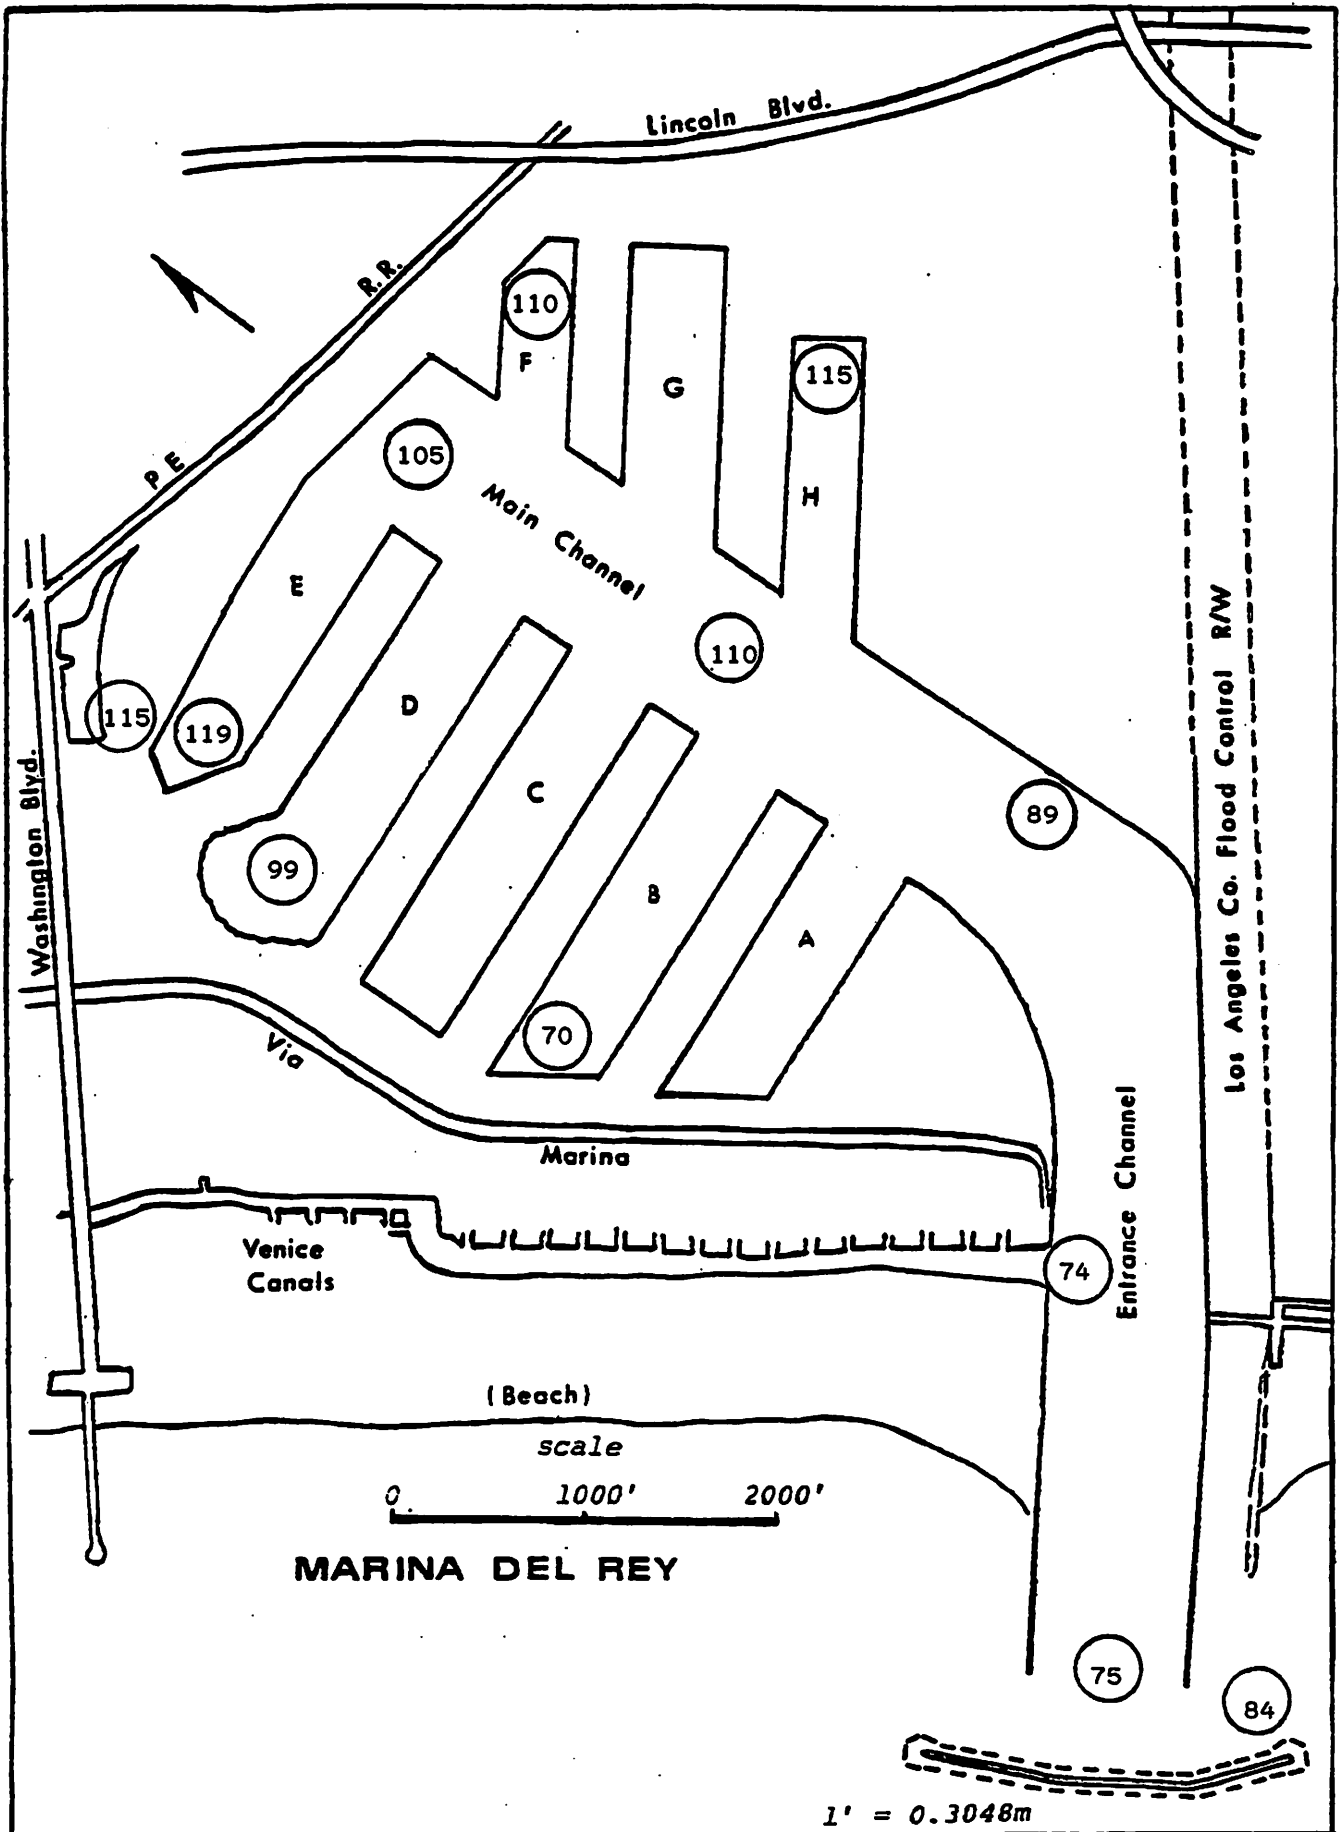 Lincoln Blvd.
R.R.
110
F
115
G
105
P E
H
Main Channel
E
110
D
115
119
Los Angeles Co. Flood Control R/W
C
89
Washington Blvd.
99
B
A
70
Via
Marina
Entrance Channel
Venice
Canals
74
(Beach)
scale
0 1000' 2000'
MARINA DEL REY
75
84
1' = 0.3048m